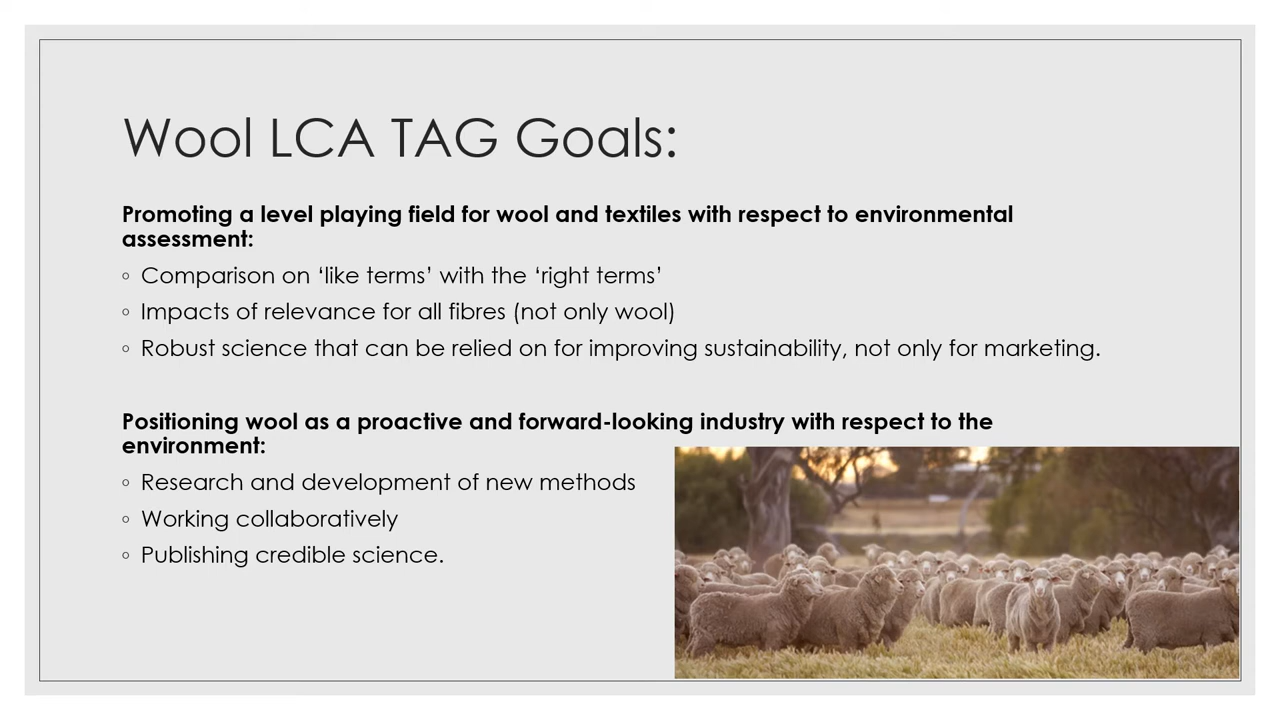 Wool LCA TAG Goals:
Promoting a level playing field for wool and textiles with respect to environmental
assessment:
◦ Comparison on ‘like terms’ with the ‘right terms’
◦ Impacts of relevance for all fibres (not only wool)
◦ Robust science that can be relied on for improving sustainability, not only for marketing.
Positioning wool as a proactive and forward-looking industry with respect to the
environment:
◦ Research and development of new methods
◦ Working collaboratively
◦ Publishing credible science.